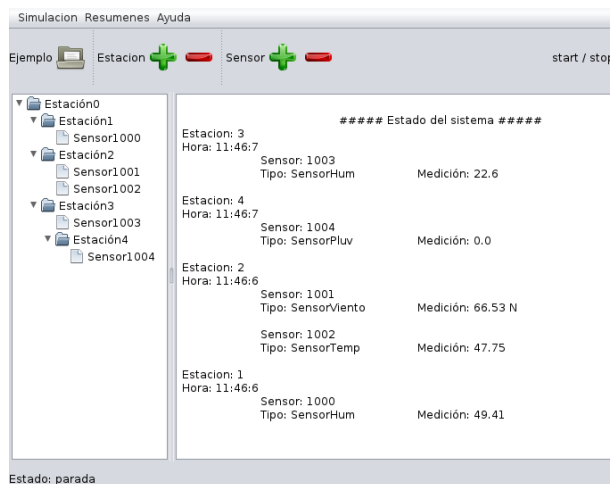 Simulacion Resumenes Ayuda
Ejemplo Estacion Sensor start / stop
Estación0
Estación1
Sensor1000
Estación2
Sensor1001
Sensor1002
Estación3
Sensor1003
Estación4
Sensor1004
##### Estado del sistema #####
Estacion: 3
Hora: 11:46:7
Sensor: 1003
Tipo: SensorHum Medición: 22.6
Estacion: 4
Hora: 11:46:7
Sensor: 1004
Tipo: SensorPluv Medición: 0.0
Estacion: 2
Hora: 11:46:6
Sensor: 1001
Tipo: SensorViento Medición: 66.53 N
Sensor: 1002
Tipo: SensorTemp Medición: 47.75
Estacion: 1
Hora: 11:46:6
Sensor: 1000
Tipo: SensorHum Medición: 49.41
Estado: parada